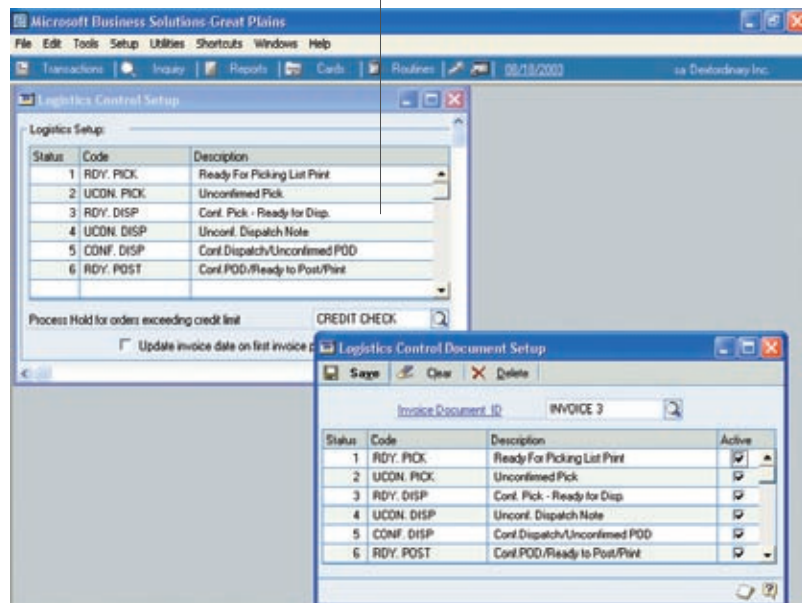 Microsoft Business Solutions-Great Plains
File Edit Tools Setup Utilities Shortcuts Windows Help
Transactions Inquiry Reports Cards Routines 08/18/2003 sa Dextordinary Inc.
Logistics Control Setup
Logistics Setup:
Status Code Description
1 RDY. PICK Ready For Picking List Print
2 UCON. PICK Unconfirmed Pick
3 RDY. DISP Conf. Pick - Ready for Disp.
4 UCON. DISP Unconf. Dispatch Note
5 CONF. DISP Conf.Dispatch/Unconfirmed POD
6 RDY. POST Conf.POD/Ready to Post/Print
Process Hold for orders exceeding credit limit CREDIT CHECK
Update invoice date on first invoice
Logistics Control Document Setup
Save Clear Delete
Invoice Document ID INVOICE 3
Status Code Description Active
1 RDY. PICK Ready For Picking List Print
2 UCON. PICK Unconfirmed Pick
3 RDY. DISP Conf. Pick - Ready for Disp.
4 UCON. DISP Unconf. Dispatch Note
5 CONF. DISP Conf.Dispatch/Unconfirmed POD
6 RDY. POST Conf.POD/Ready to Post/Print